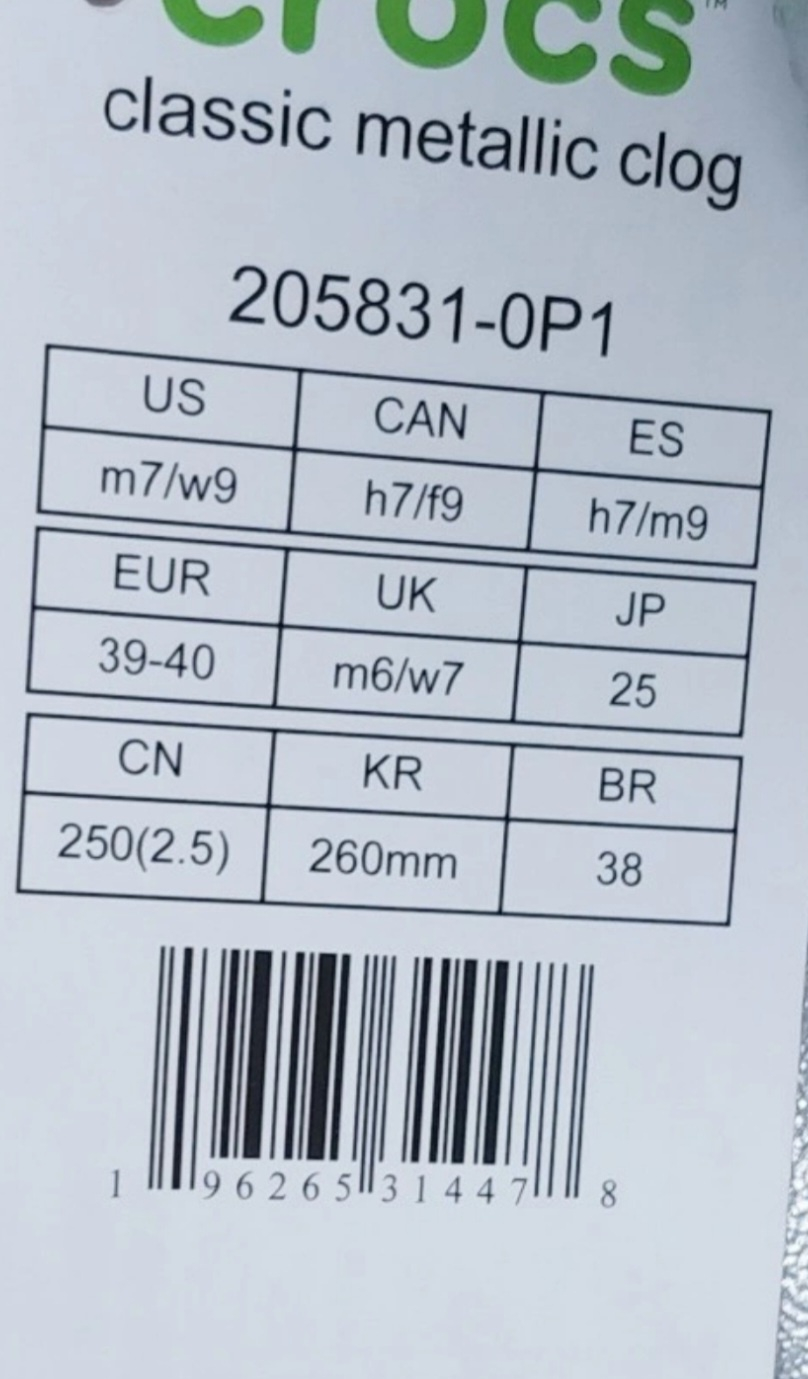 crocs™
classic metallic clog
205831-0P1
US CAN ES
m7/w9 h7/f9 h7/m9
EUR UK JP
39-40 m6/w7 25
CN KR BR
250(2.5) 260mm 38
1 96265 31447 8